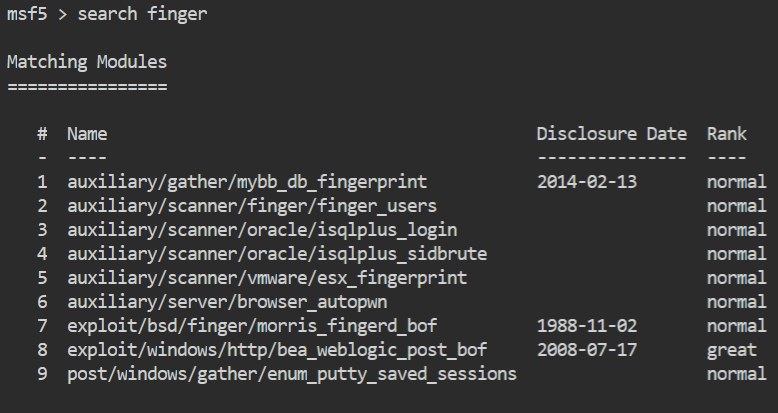 msf5 > search finger
Matching Modules
================
# Name Disclosure Date Rank
- ---- --------------- ----
1 auxiliary/gather/mybb_db_fingerprint 2014-02-13 normal
2 auxiliary/scanner/finger/finger_users normal
3 auxiliary/scanner/oracle/isqlplus_login normal
4 auxiliary/scanner/oracle/isqlplus_sidbrute normal
5 auxiliary/scanner/vmware/esx_fingerprint normal
6 auxiliary/server/browser_autopwn normal
7 exploit/bsd/finger/morris_fingerd_bof 1988-11-02 normal
8 exploit/windows/http/bea_weblogic_post_bof 2008-07-17 great
9 post/windows/gather/enum_putty_saved_sessions normal